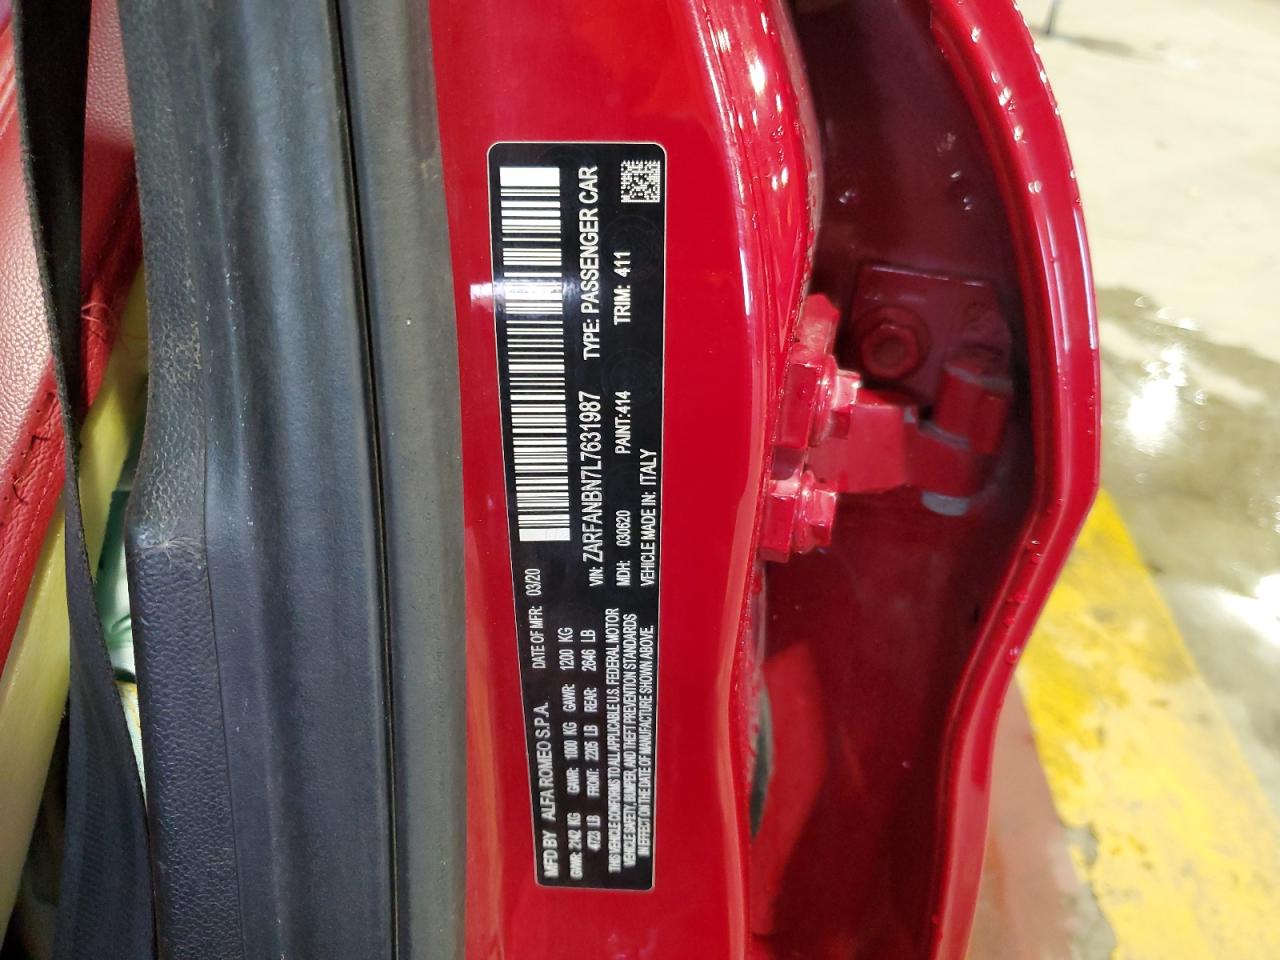 MFD BY ALFA ROMEO S.P.A. DATE OF MFR: 03/20
GVWR: 2142 KG GAWR: 1000 KG GAWR: 1200 KG
4723 LB FRONT: 2205 LB REAR: 2646 LB
THIS VEHICLE CONFORMS TO ALL APPLICABLE U.S. FEDERAL MOTOR
VEHICLE SAFETY, BUMPER, AND THEFT PREVENTION STANDARDS
IN EFFECT ON THE DATE OF MANUFACTURE SHOWN ABOVE.
VIN: ZARFANBN7L7631987 TYPE: PASSENGER CAR
MDH: 030620 PAINT:414 TRIM: 411
VEHICLE MADE IN: ITALY